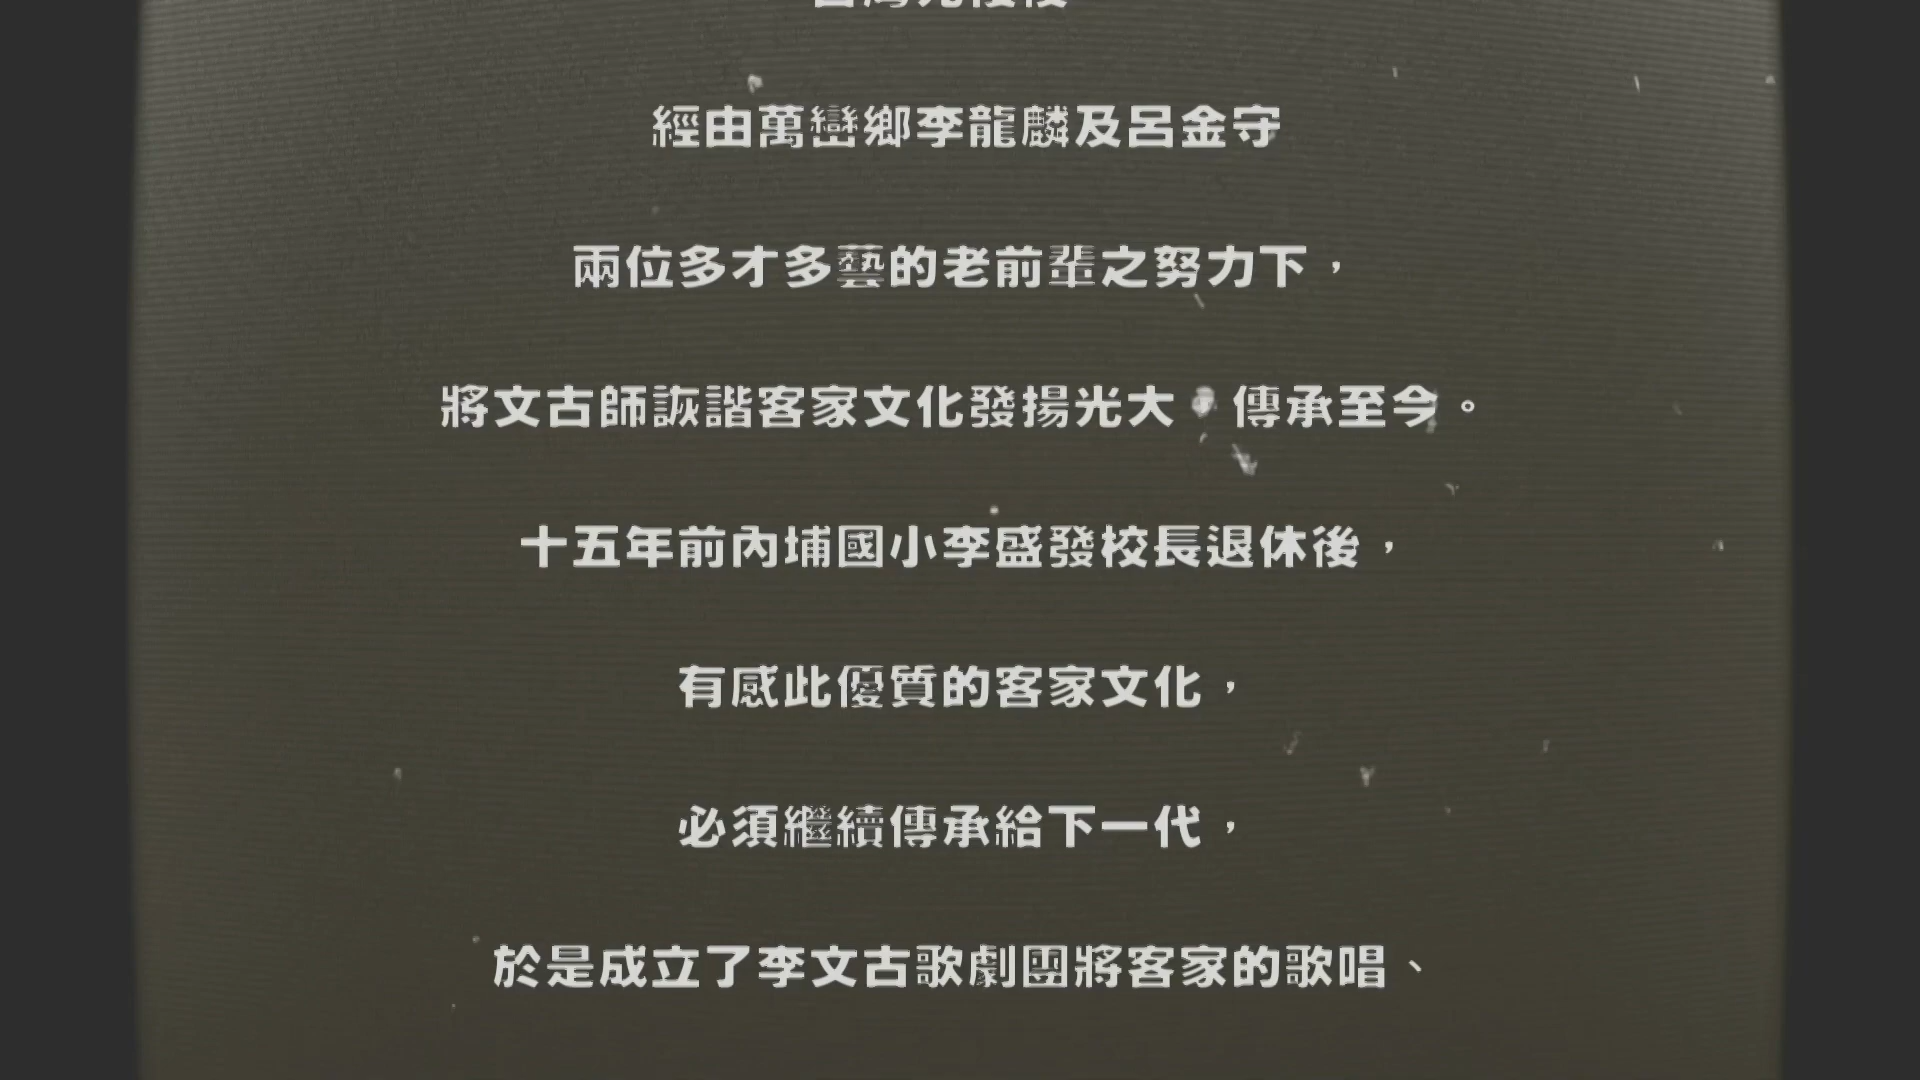 經由萬巒鄉李龍麟及呂金守
兩位多才多藝的老前輩之努力下，
將文古師詼諧客家文化發揚光大，傳承至今。
十五年前內埔國小李盛發校長退休後，
有感此優質的客家文化，
必須繼續傳承給下一代，
於是成立了李文古歌劇團將客家的歌唱、